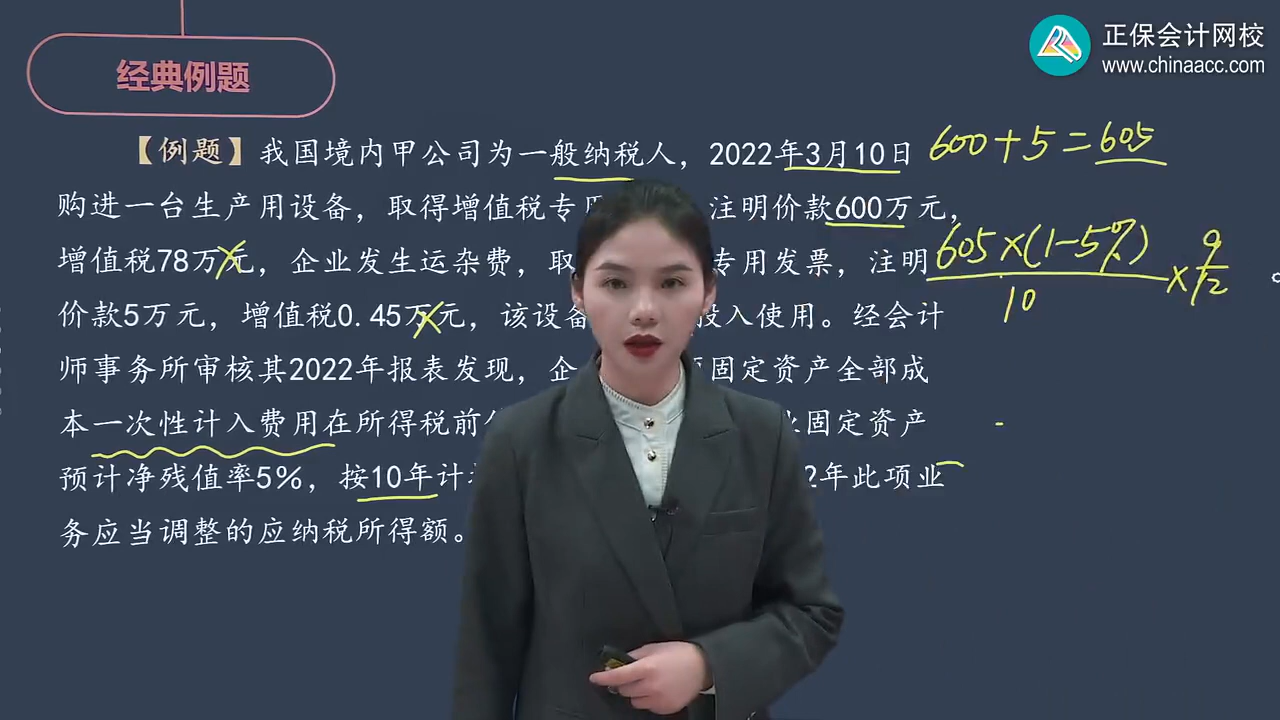 正保会计网校
www.chinaacc.com
经典例题
【例题】我国境内甲公司为一般纳税人，2022年3月10日
购进一台生产用设备，取得增值税专用 注明价款600万元，
增值税78万元，企业发生运杂费，取 专用发票，注明
价款5万元，增值税0.45万元，该设备 投入使用。经会计
师事务所审核其2022年报表发现，企 固定资产全部成
本一次性计入费用在所得税前 固定资产
预计净残值率5%，按10年计 2年此项业
务应当调整的应纳税所得额。
600+5=605
605×(1-5%)
10
×9/12